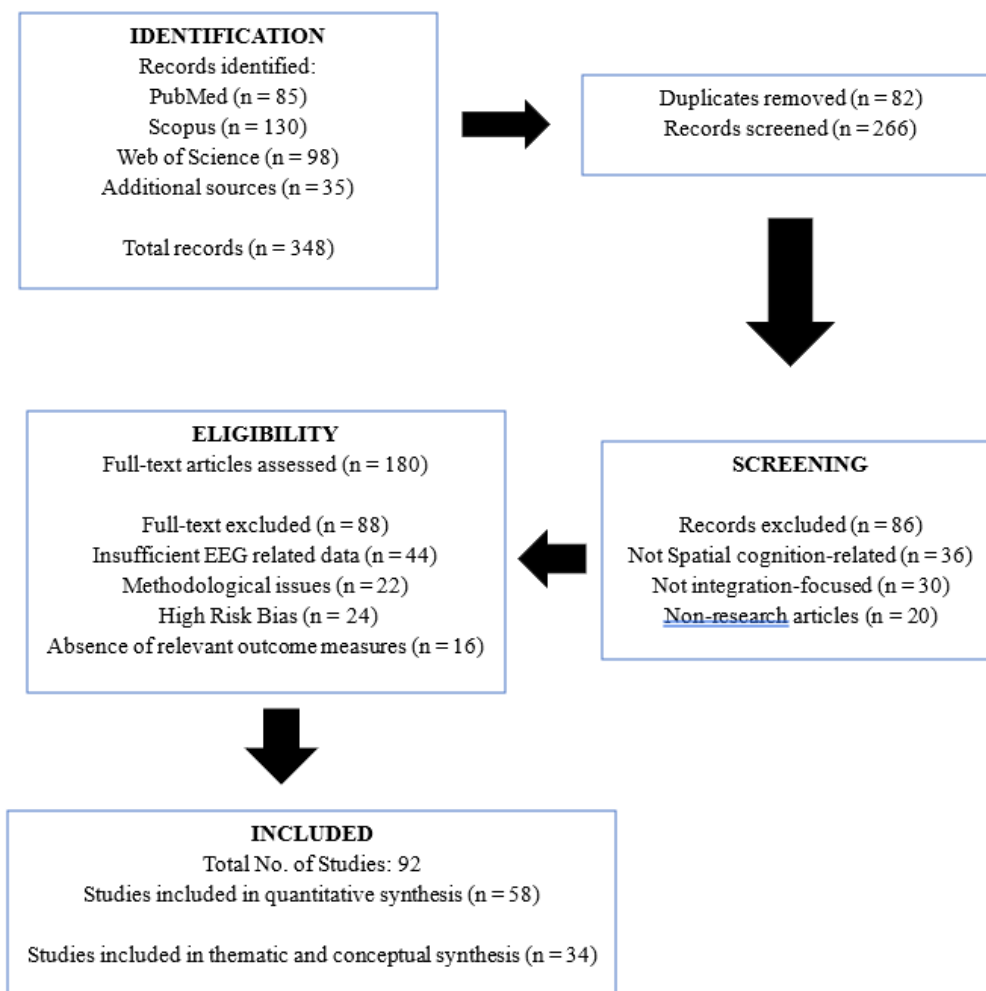 IDENTIFICATION
Records identified:
PubMed (n = 85)
Scopus (n = 130)
Web of Science (n = 98)
Additional sources (n = 35)
Total records (n = 348)
Duplicates removed (n = 82)
Records screened (n = 266)
SCREENING
Records excluded (n = 86)
Not Spatial cognition-related (n = 36)
Not integration-focused (n = 30)
Non-research articles (n = 20)
ELIGIBILITY
Full-text articles assessed (n = 180)
Full-text excluded (n = 88)
Insufficient EEG related data (n = 44)
Methodological issues (n = 22)
High Risk Bias (n = 24)
Absence of relevant outcome measures (n = 16)
INCLUDED
Total No. of Studies: 92
Studies included in quantitative synthesis (n = 58)
Studies included in thematic and conceptual synthesis (n = 34)